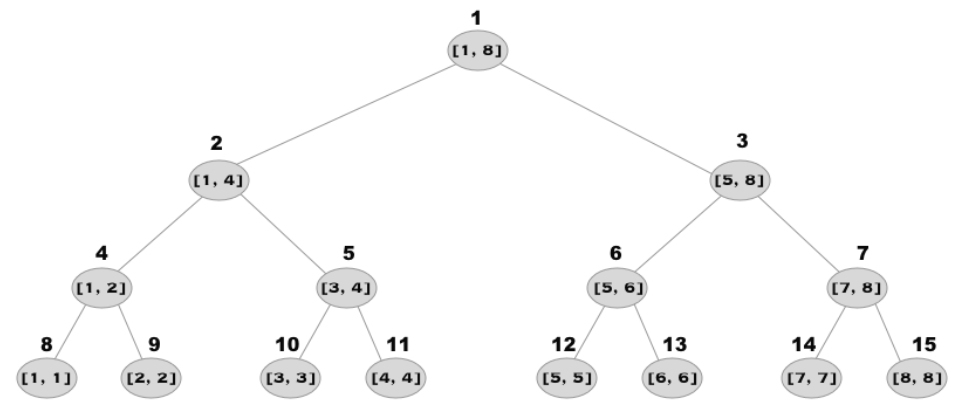 1
[1, 8]
2 3
[1, 4] [5, 8]
4 5 6 7
[1, 2] [3, 4] [5, 6] [7, 8]
8 9 10 11 12 13 14 15
[1, 1] [2, 2] [3, 3] [4, 4] [5, 5] [6, 6] [7, 7] [8, 8]